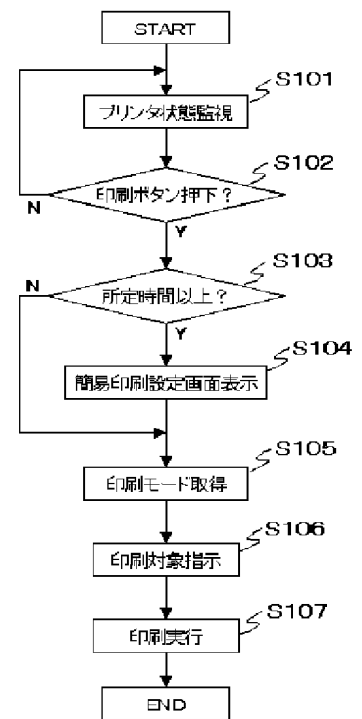 START
S101
プリンタ状態監視
S102
印刷ボタン押下？
N
Y
S103
N
所定時間以上？
Y
S104
簡易印刷設定画面表示
S105
印刷モード取得
S106
印刷対象指示
S107
印刷実行
END